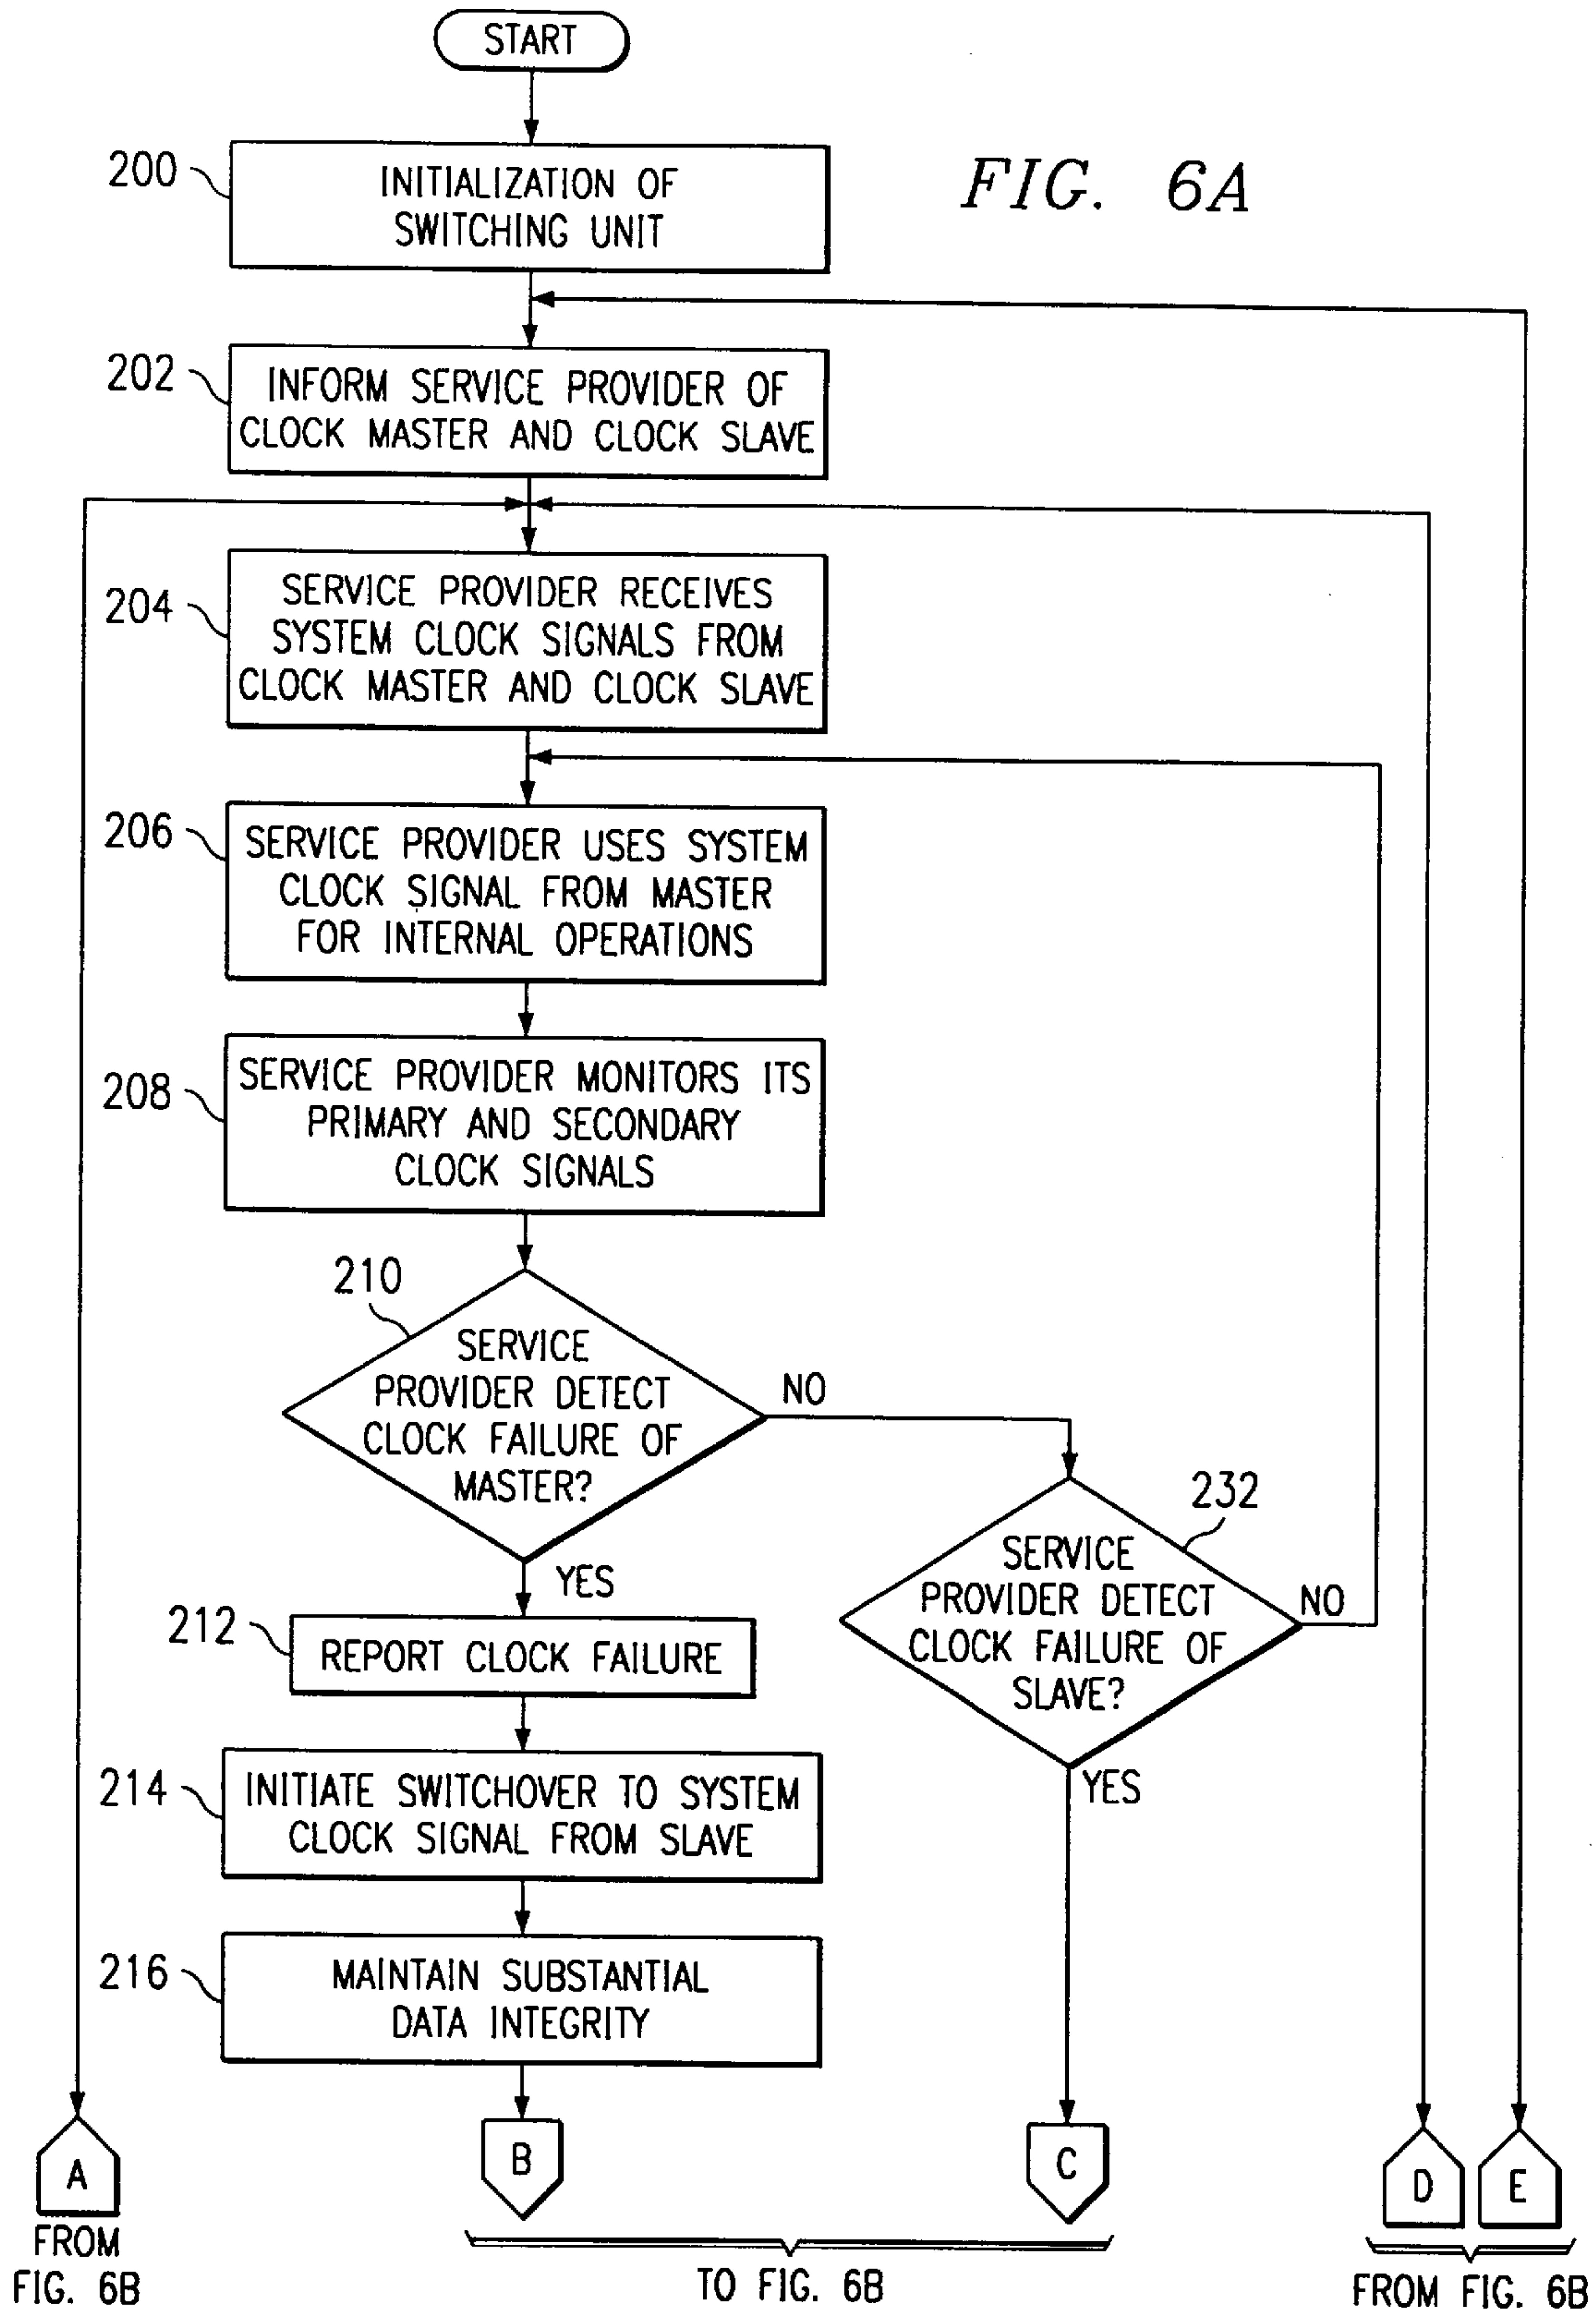 START
200
INITIALIZATION OF
SWITCHING UNIT
FIG. 6A
202
INFORM SERVICE PROVIDER OF
CLOCK MASTER AND CLOCK SLAVE
204
SERVICE PROVIDER RECEIVES
SYSTEM CLOCK SIGNALS FROM
CLOCK MASTER AND CLOCK SLAVE
206
SERVICE PROVIDER USES SYSTEM
CLOCK SIGNAL FROM MASTER
FOR INTERNAL OPERATIONS
208
SERVICE PROVIDER MONITORS ITS
PRIMARY AND SECONDARY
CLOCK SIGNALS
210
SERVICE
PROVIDER DETECT
CLOCK FAILURE OF
MASTER?
NO
YES
232
SERVICE
PROVIDER DETECT
CLOCK FAILURE OF
SLAVE?
NO
YES
212
REPORT CLOCK FAILURE
214
INITIATE SWITCHOVER TO SYSTEM
CLOCK SIGNAL FROM SLAVE
216
MAINTAIN SUBSTANTIAL
DATA INTEGRITY
A
FROM
FIG. 6B
B
C
TO FIG. 6B
D
E
FROM FIG. 6B